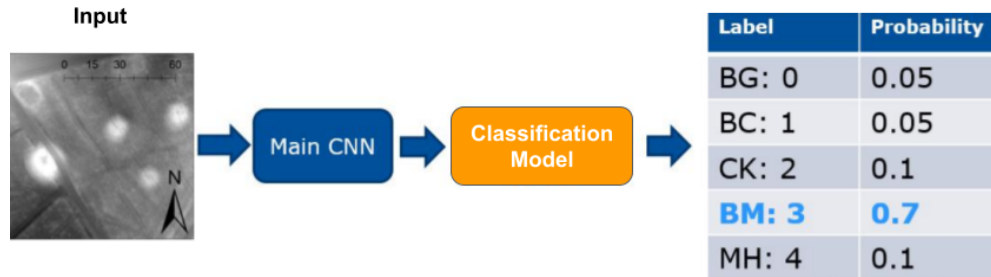 Input
0 15 30 60
N
Main CNN
Classification
Model
Label Probability
BG: 0 0.05
BC: 1 0.05
CK: 2 0.1
BM: 3 0.7
MH: 4 0.1